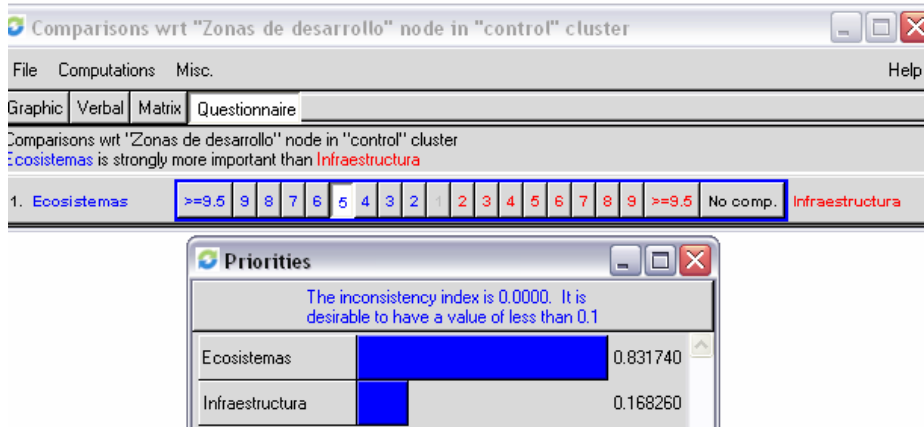 Comparisons wrt "Zonas de desarrollo" node in "control" cluster
File Computations Misc. Help
Graphic Verbal Matrix Questionnaire
Comparisons wrt "Zonas de desarrollo" node in "control" cluster
Ecosistemas is strongly more important than Infraestructura
1. Ecosistemas >=9.5 9 8 7 6 5 4 3 2 1 2 3 4 5 6 7 8 9 >=9.5 No comp. Infraestructura
Priorities
The inconsistency index is 0.0000. It is
desirable to have a value of less than 0.1
Ecosistemas 0.831740
Infraestructura 0.168260